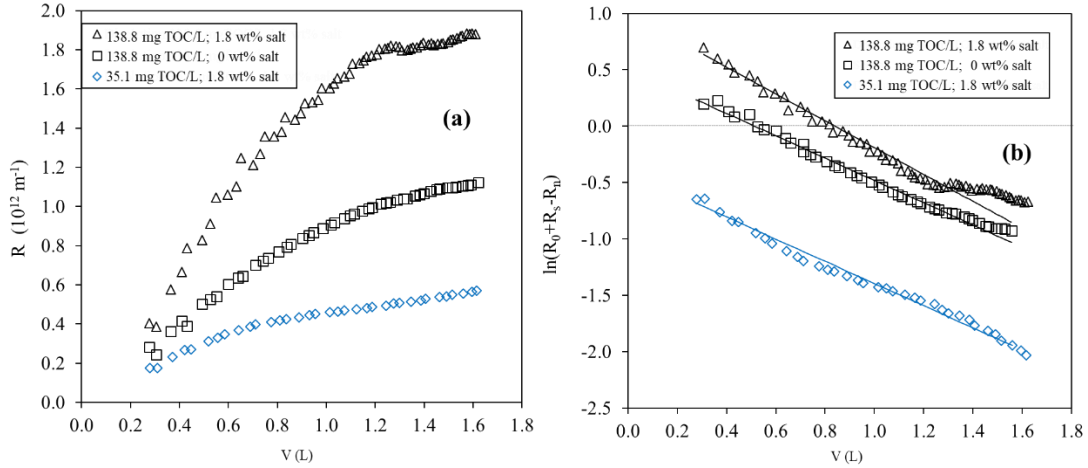 2.0
1.8
1.6
1.4
1.2
1.0
0.8
0.6
0.4
0.2
0.0
R (10¹² m⁻¹)
138.8 mg TOC/L; 1.8 wt% salt
138.8 mg TOC/L; 0 wt% salt
35.1 mg TOC/L; 1.8 wt% salt
(a)
0.0 0.2 0.4 0.6 0.8 1.0 1.2 1.4 1.6 1.8
V (L)
1.0
0.5
0.0
-0.5
-1.0
-1.5
-2.0
-2.5
ln(R₀+Rₛ-Rₙ)
138.8 mg TOC/L; 1.8 wt% salt
138.8 mg TOC/L; 0 wt% salt
35.1 mg TOC/L; 1.8 wt% salt
(b)
0.0 0.2 0.4 0.6 0.8 1.0 1.2 1.4 1.6 1.8
V (L)